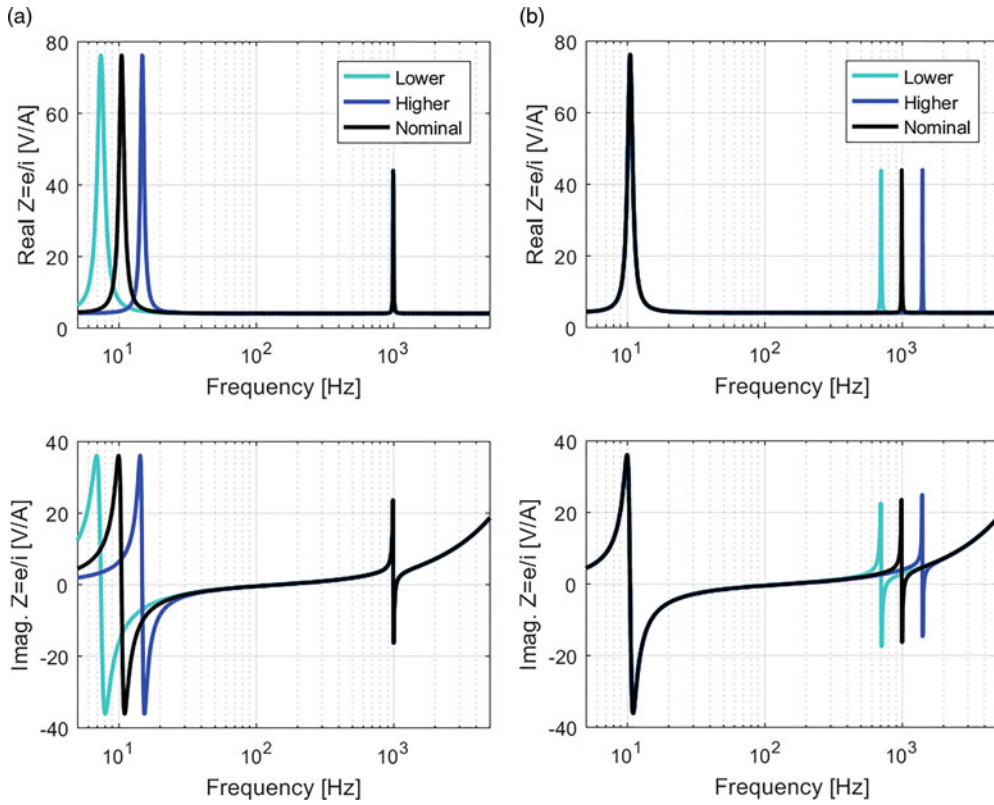 (a)
80
60
40
20
0
Real Z=e/i [V/A]
Lower
Higher
Nominal
10^1
10^2
10^3
Frequency [Hz]
(b)
80
60
40
20
0
Real Z=e/i [V/A]
Lower
Higher
Nominal
10^1
10^2
10^3
Frequency [Hz]
40
20
0
-20
-40
Imag. Z=e/i [V/A]
10^1
10^2
10^3
Frequency [Hz]
40
20
0
-20
-40
Imag. Z=e/i [V/A]
10^1
10^2
10^3
Frequency [Hz]